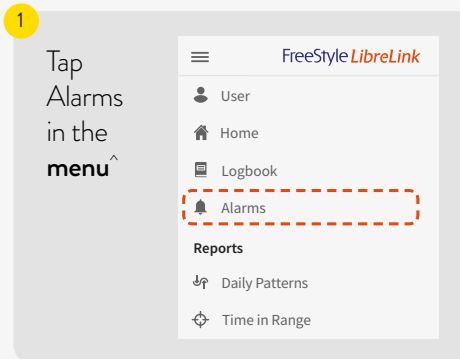 1
Tap
Alarms
in the
menu^
FreeStyle LibreLink
User
Home
Logbook
Alarms
Reports
Daily Patterns
Time in Range